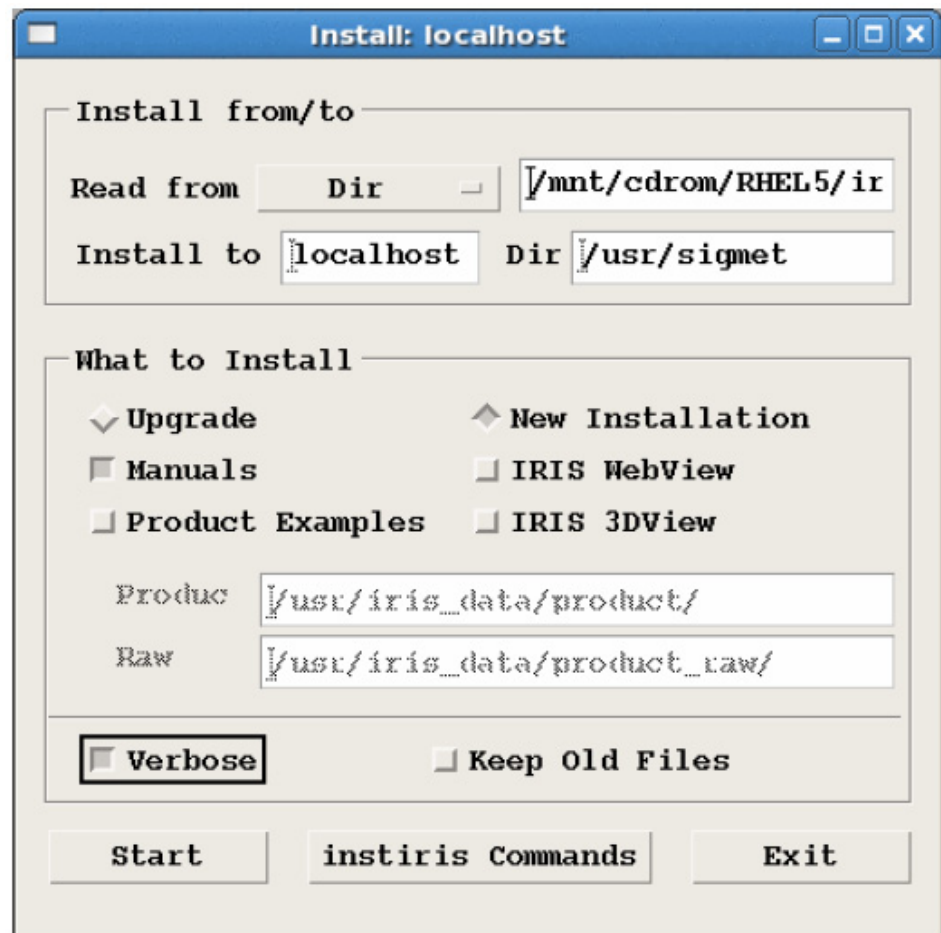 Install: localhost
Install from/to
Read from Dir /mnt/cdrom/RHEL5/ir
Install to localhost Dir /usr/sigmet
What to Install
Upgrade New Installation
Manuals IRIS WebView
Product Examples IRIS 3DView
Produc /usr/iris_data/product/
Raw /usr/iris_data/product_raw/
Verbose Keep Old Files
Start instiris Commands Exit